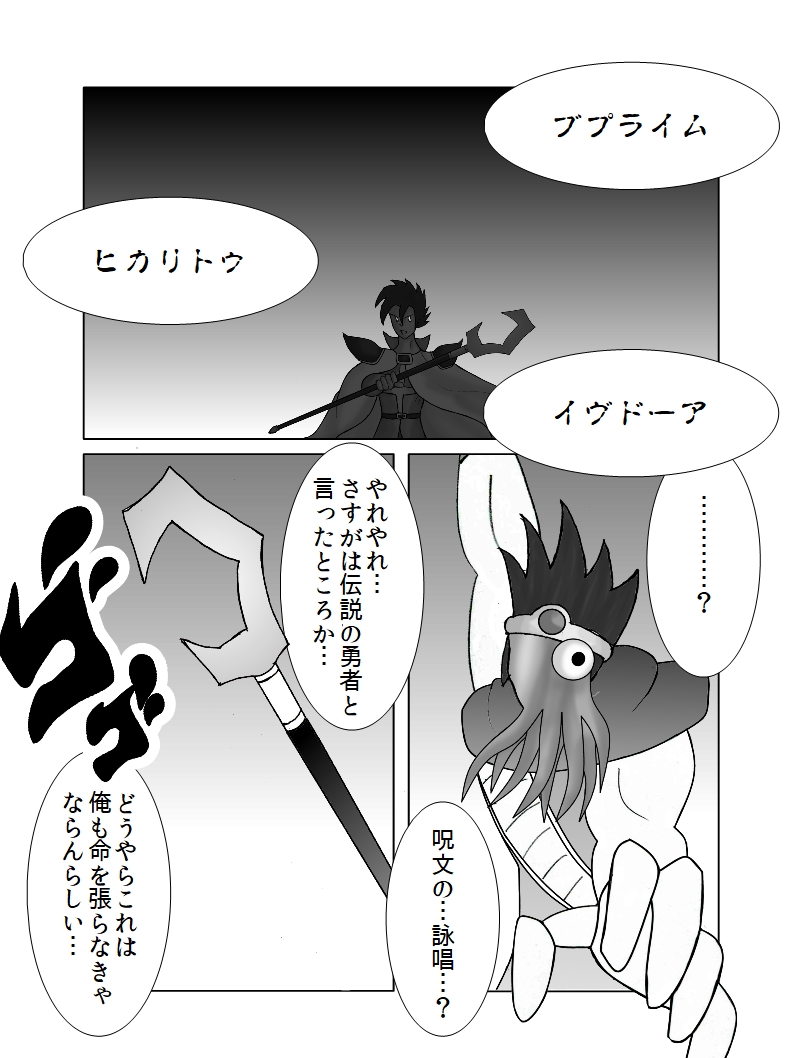 ブプライム
ヒカリトウ
イヴドーア
…………？
呪文の…詠唱…？
やれやれ…
さすがは伝説の勇者と
言ったところか…
ゴゴゴゴ
どうやらこれは
俺も命を張らなきゃ
ならんらしい…